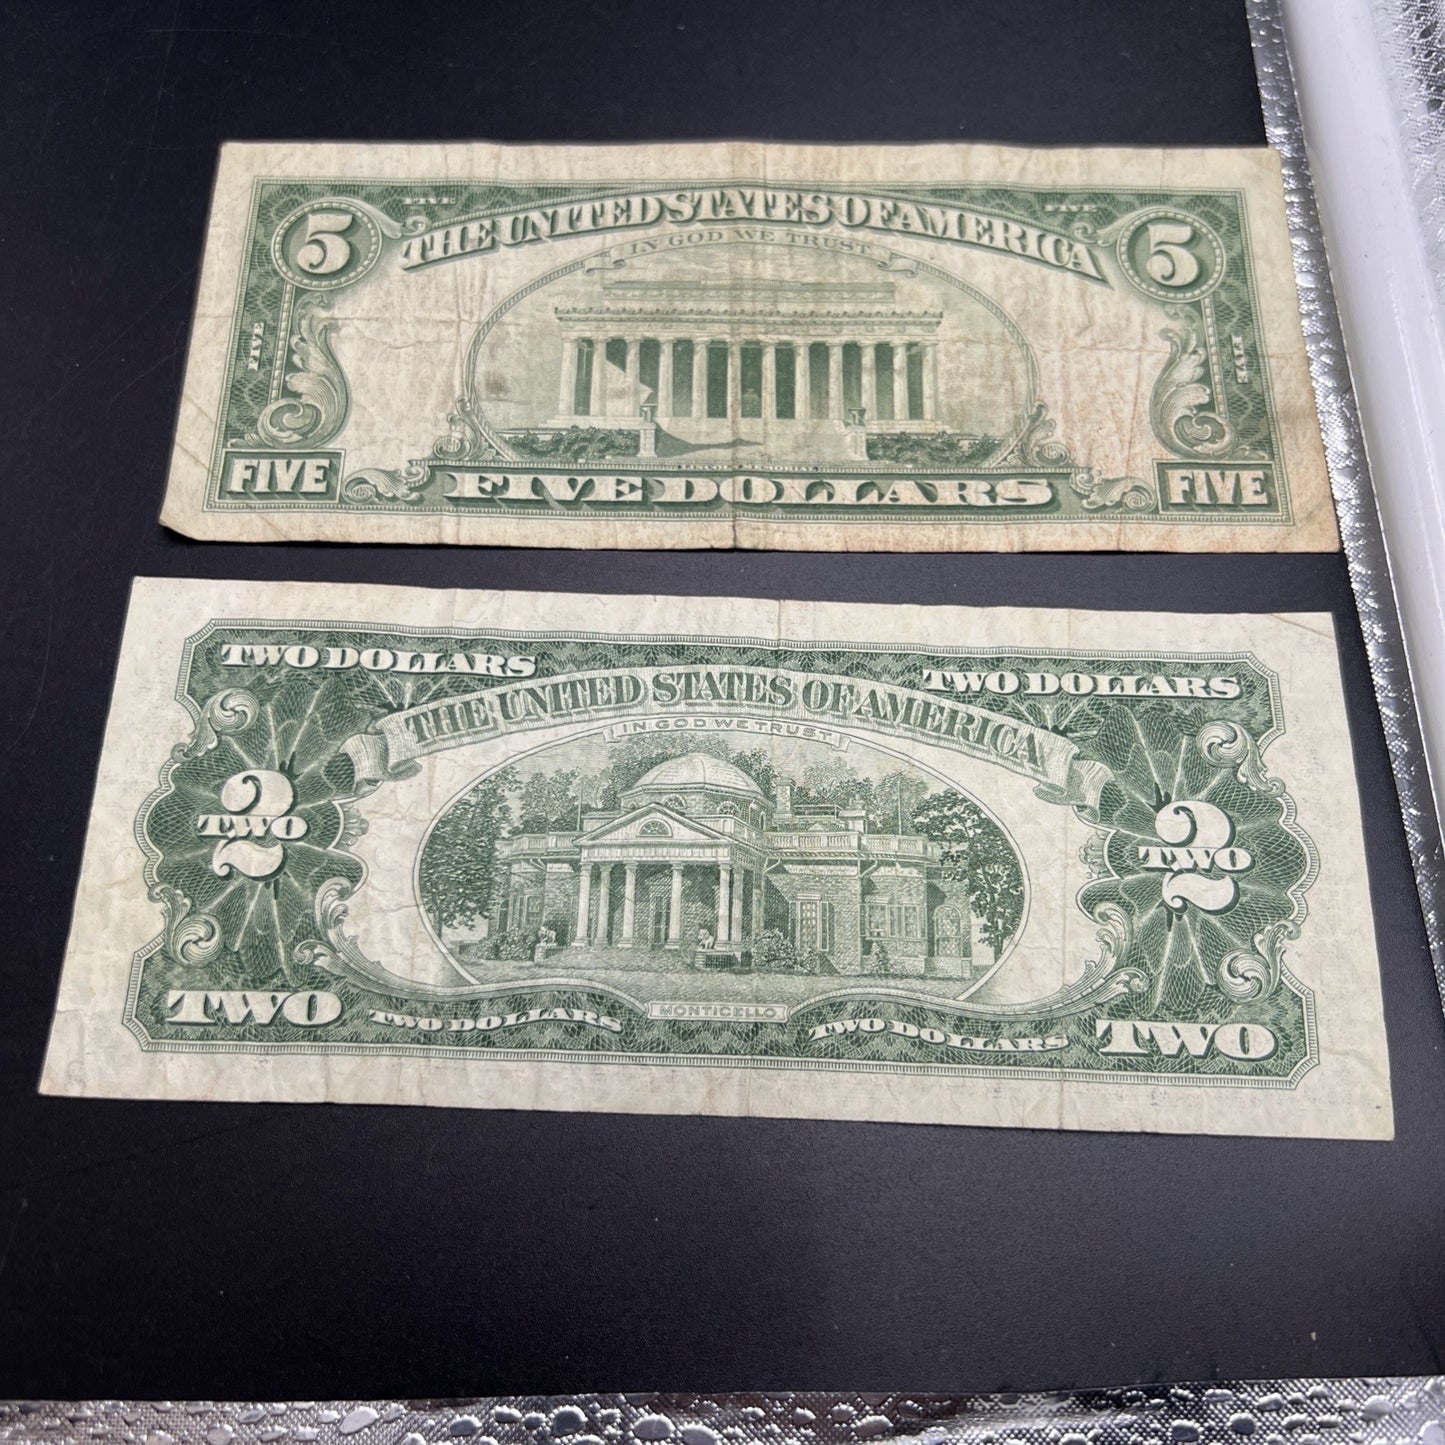 FIVE FIVE
5 THE UNITED STATES OF AMERICA 5
IN GOD WE TRUST
FIVE FIVE
LINCOLN MEMORIAL
FIVE FIVE DOLLARS FIVE
TWO DOLLARS TWO DOLLARS
THE UNITED STATES OF AMERICA
IN GOD WE TRUST
2 2
TWO TWO
MONTICELLO
TWO TWO DOLLARS TWO DOLLARS TWO